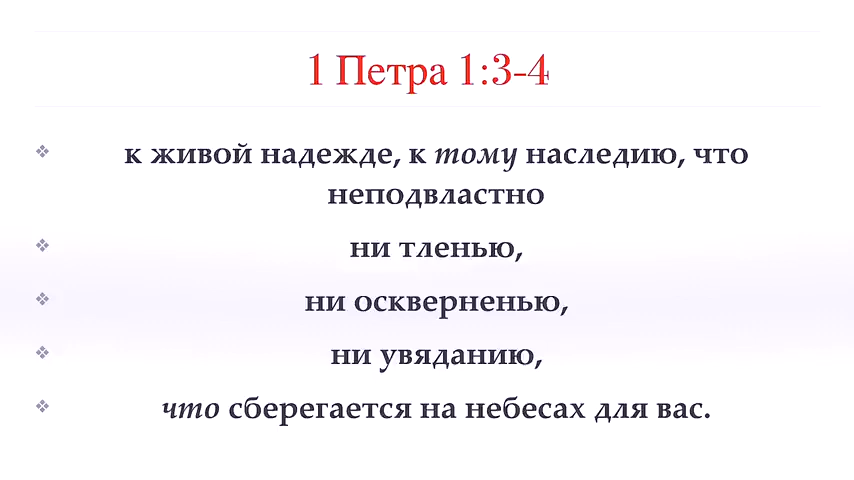 1 Петра 1:3-4
к живой надежде, к тому наследию, что
неподвластно
ни тленью,
ни оскверненью,
ни увяданию,
что сберегается на небесах для вас.